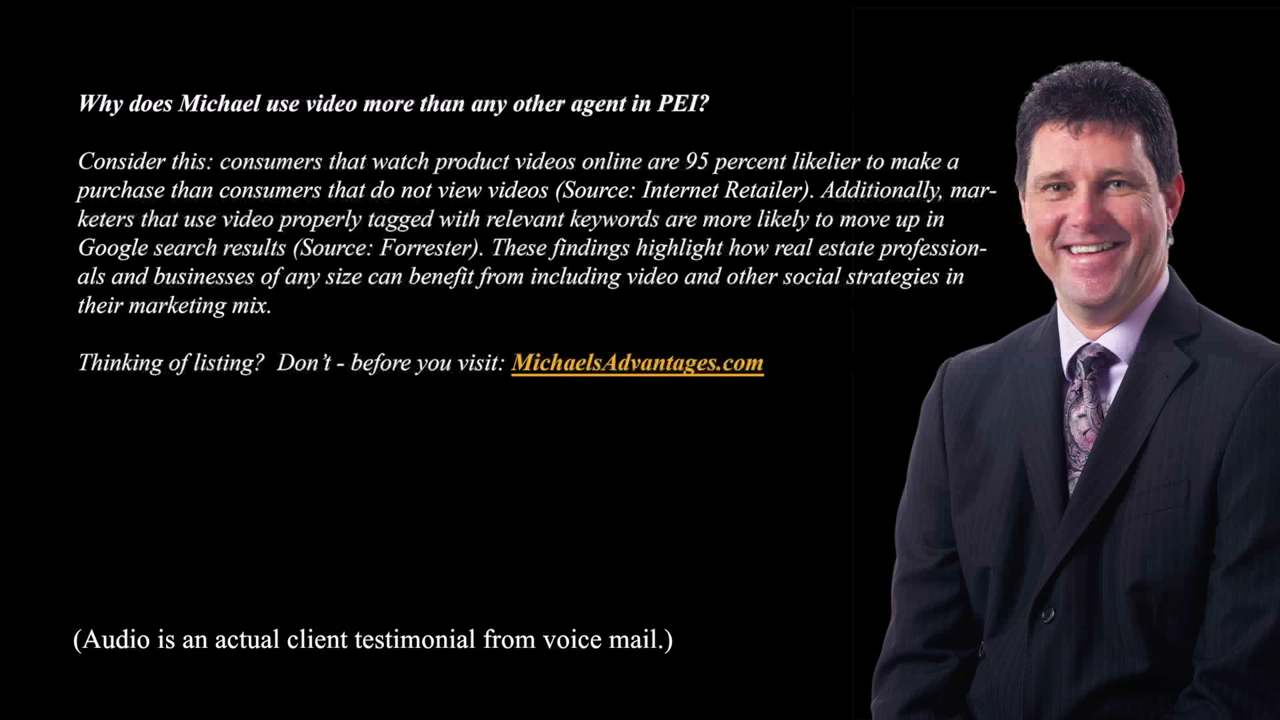 Why does Michael use video more than any other agent in PEI?
Consider this: consumers that watch product videos online are 95 percent likelier to make a
purchase than consumers that do not view videos (Source: Internet Retailer). Additionally, mar-
keters that use video properly tagged with relevant keywords are more likely to move up in
Google search results (Source: Forrester). These findings highlight how real estate profession-
als and businesses of any size can benefit from including video and other social strategies in
their marketing mix.
Thinking of listing?  Don't - before you visit: MichaelsAdvantages.com
(Audio is an actual client testimonial from voice mail.)